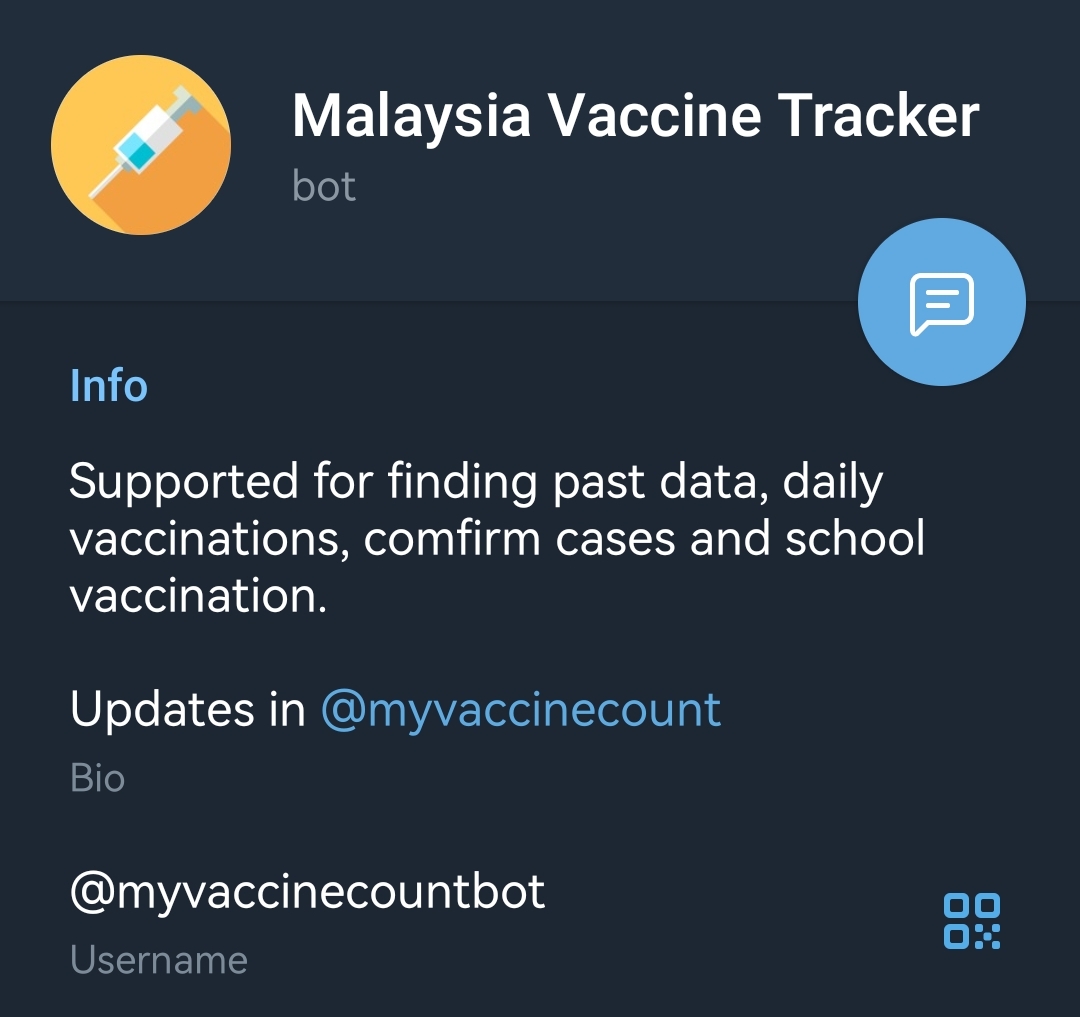 Malaysia Vaccine Tracker
bot
Info
Supported for finding past data, daily
vaccinations, comfirm cases and school
vaccination.
Updates in @myvaccinecount
Bio
@myvaccinecountbot
Username